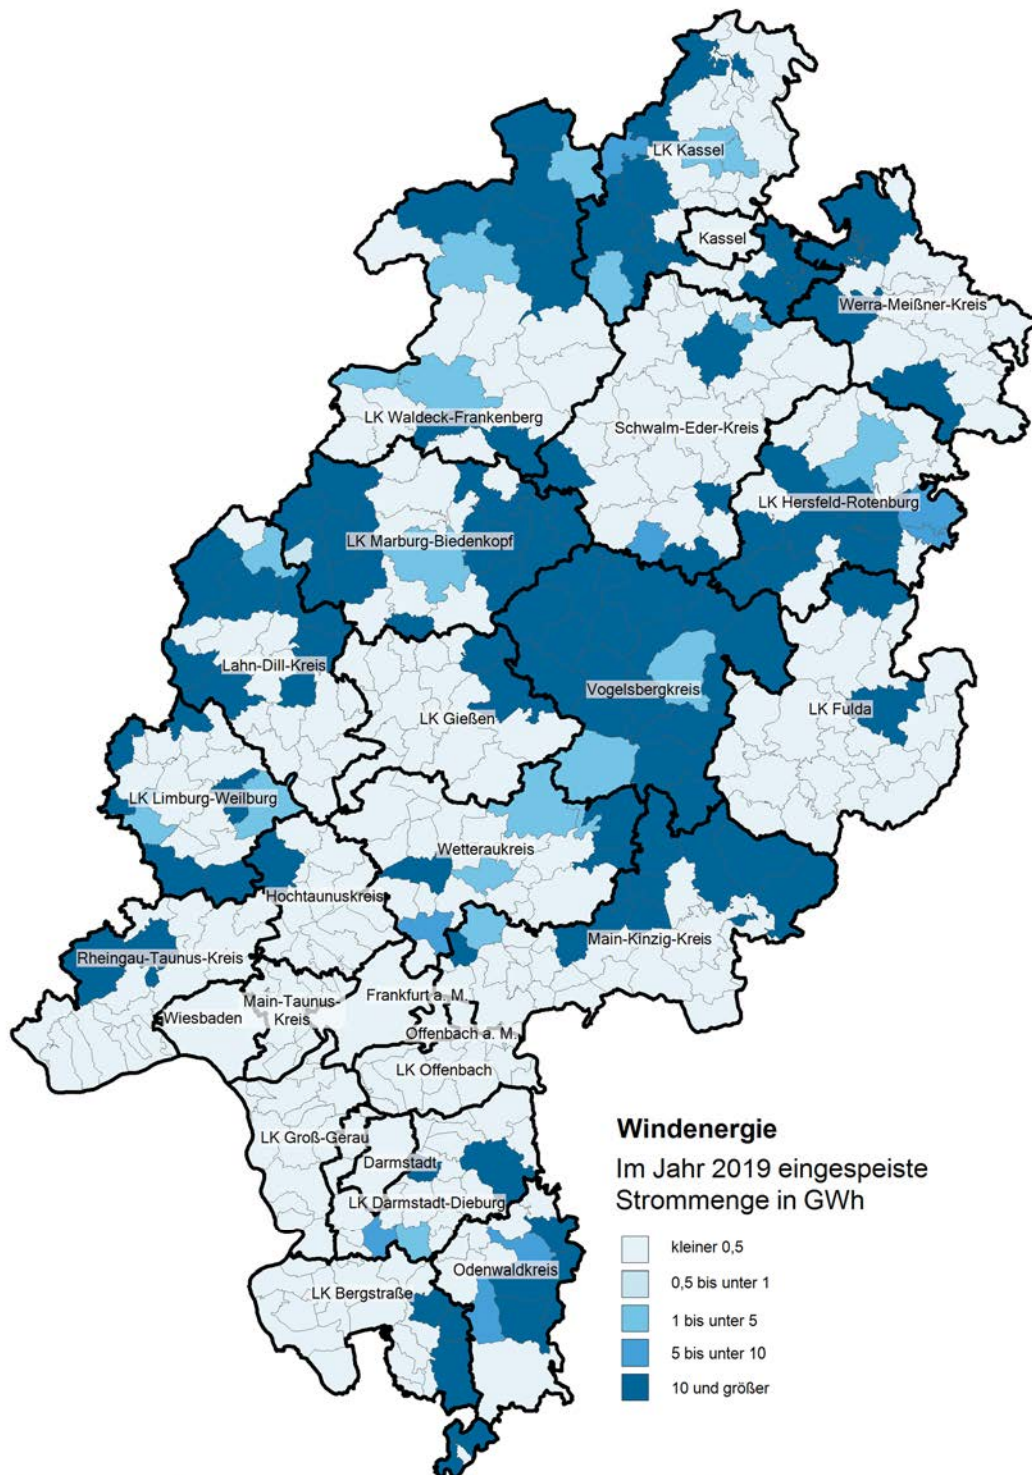 LK Kassel
Kassel
Werra-Meißner-Kreis
LK Waldeck-Frankenberg
Schwalm-Eder-Kreis
LK Hersfeld-Rotenburg
LK Marburg-Biedenkopf
Lahn-Dill-Kreis
Vogelsbergkreis
LK Gießen
LK Fulda
LK Limburg-Weilburg
Wetteraukreis
Hochtaunuskreis
Main-Kinzig-Kreis
Rheingau-Taunus-Kreis
Main-Taunus-
Kreis
Frankfurt a. M.
Wiesbaden
Offenbach a. M.
LK Offenbach
LK Groß-Gerau
Darmstadt
LK Darmstadt-Dieburg
Odenwaldkreis
LK Bergstraße
Windenergie
Im Jahr 2019 eingespeiste
Strommenge in GWh
kleiner 0,5
0,5 bis unter 1
1 bis unter 5
5 bis unter 10
10 und größer